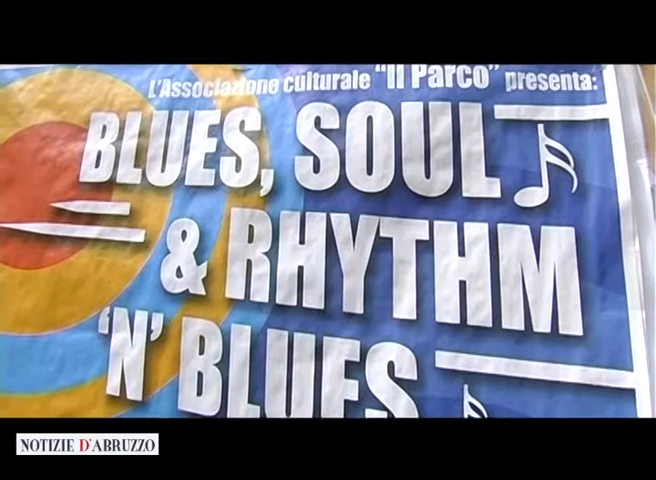 L'Associazione culturale "Il Parco" presenta:
BLUES, SOUL
& RHYTHM
'N' BLUES
NOTIZIE D'ABRUZZO